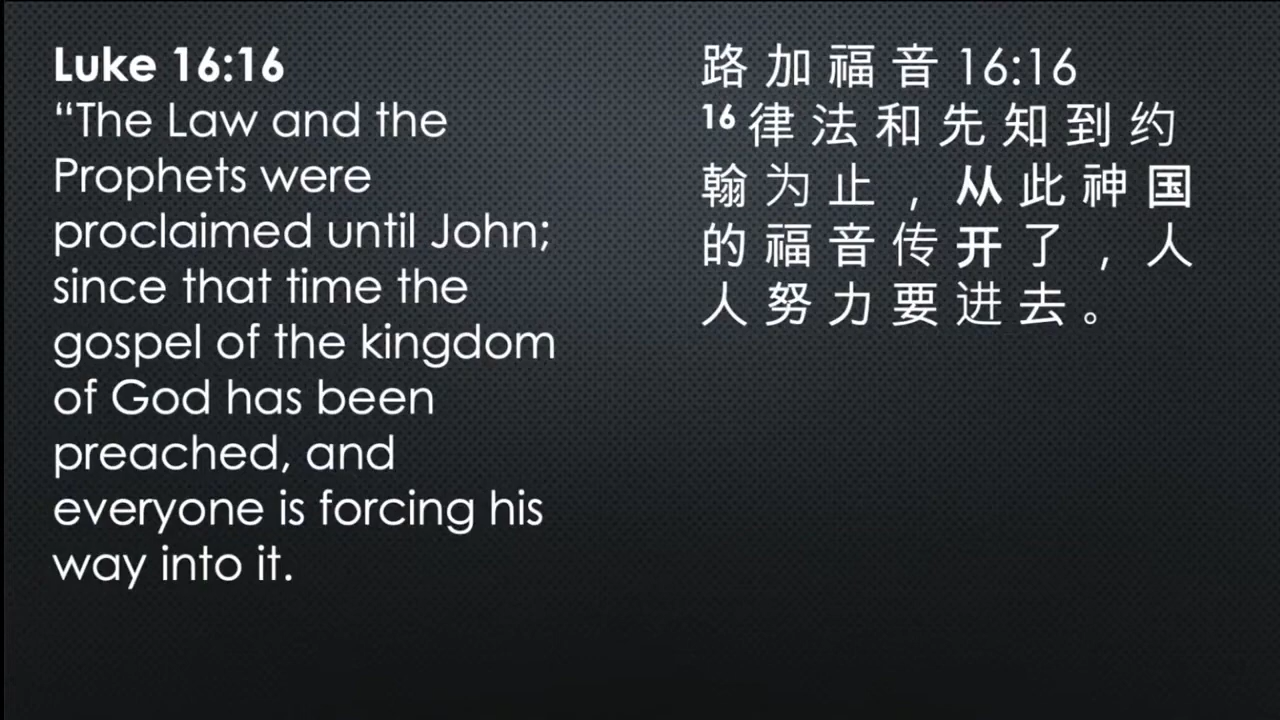 Luke 16:16
“The Law and the
Prophets were
proclaimed until John;
since that time the
gospel of the kingdom
of God has been
preached, and
everyone is forcing his
way into it.
路加福音 16:16
16 律法和先知到约
翰为止，从此神国
的福音传开了，人
人努力要进去。